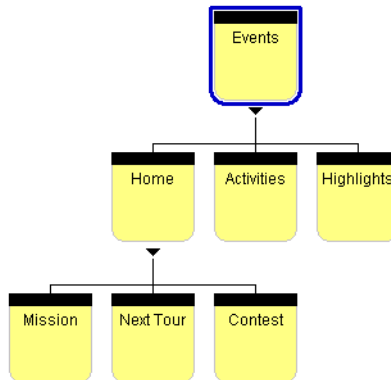 Events
Home Activities Highlights
Mission Next Tour Contest